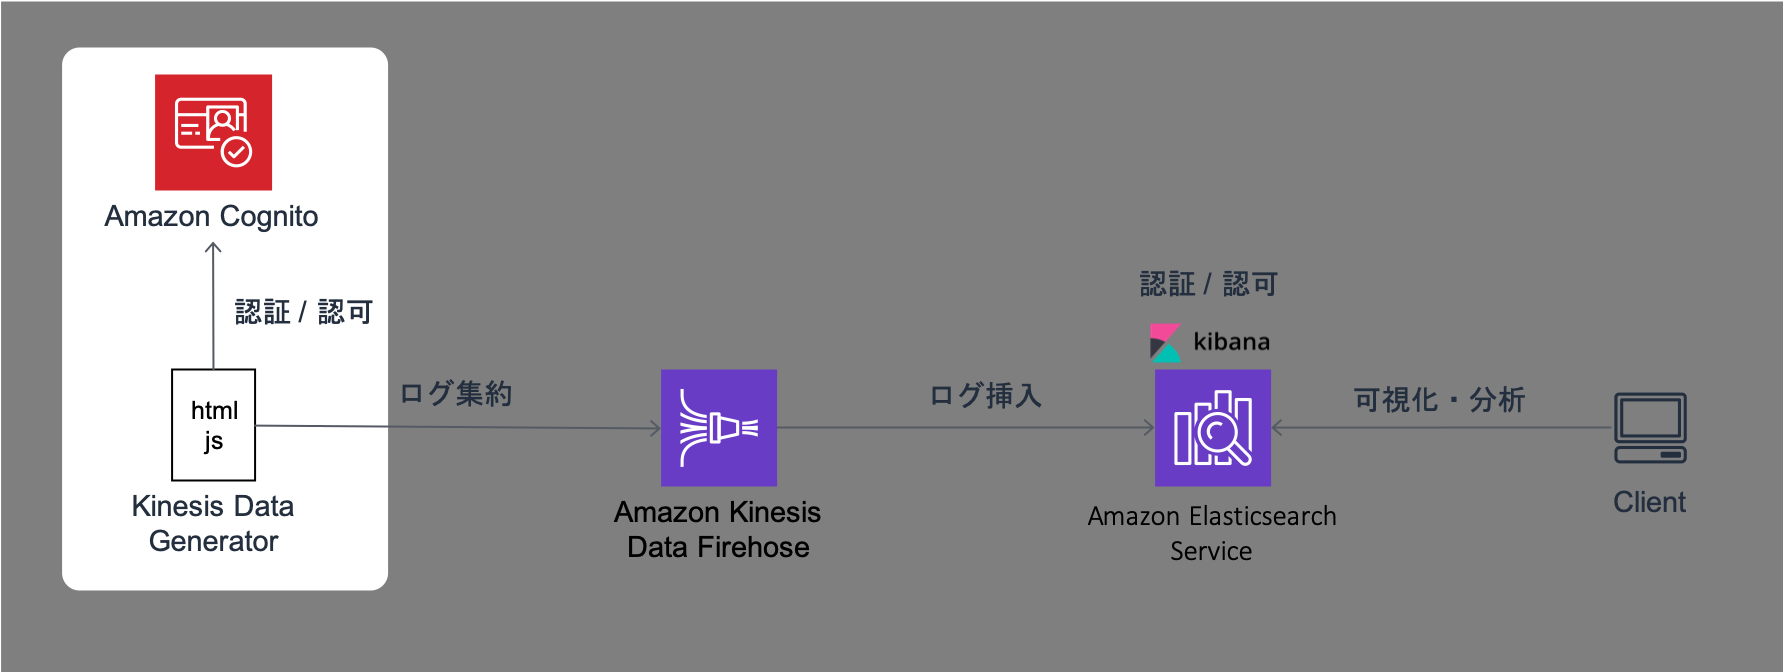 Amazon Cognito
認証 / 認可
html
js
Kinesis Data
Generator
ログ集約
Amazon Kinesis
Data Firehose
ログ挿入
認証 / 認可
kibana
Amazon Elasticsearch
Service
可視化・分析
Client